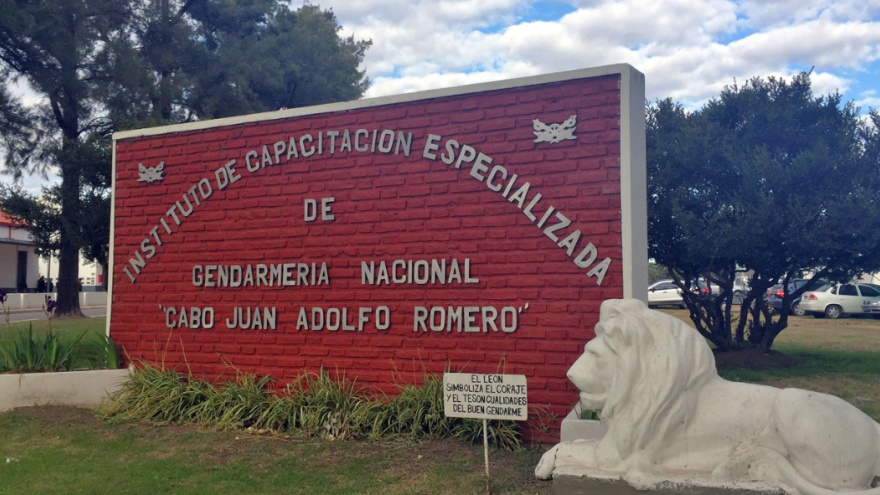 INSTITUTO DE CAPACITACIÓN ESPECIALIZADA
DE
GENDARMERIA NACIONAL
"CABO JUAN ADOLFO ROMERO"
EL LEON
SIMBOLIZA EL CORAJE
Y EL TESON CUALIDADES
DEL BUEN GENDARME